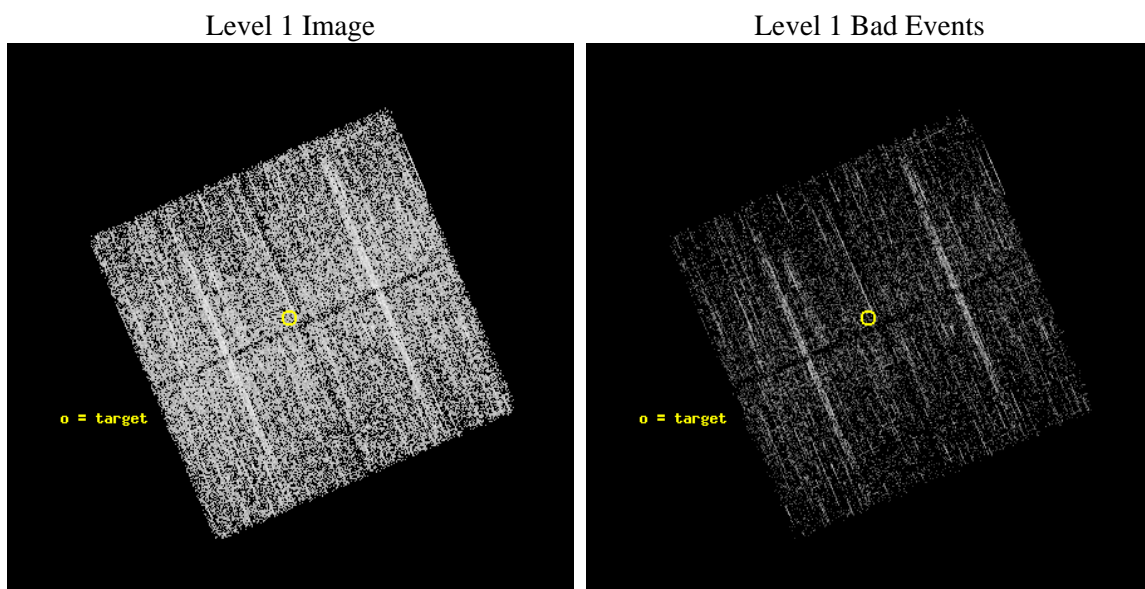 Level 1 Image
Level 1 Bad Events
o = target
o = target